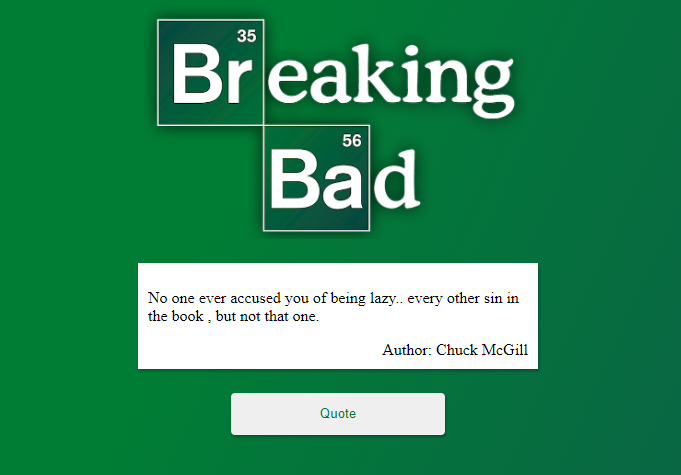 35
Breaking
56
Bad
No one ever accused you of being lazy.. every other sin in
the book , but not that one.
Author: Chuck McGill
Quote